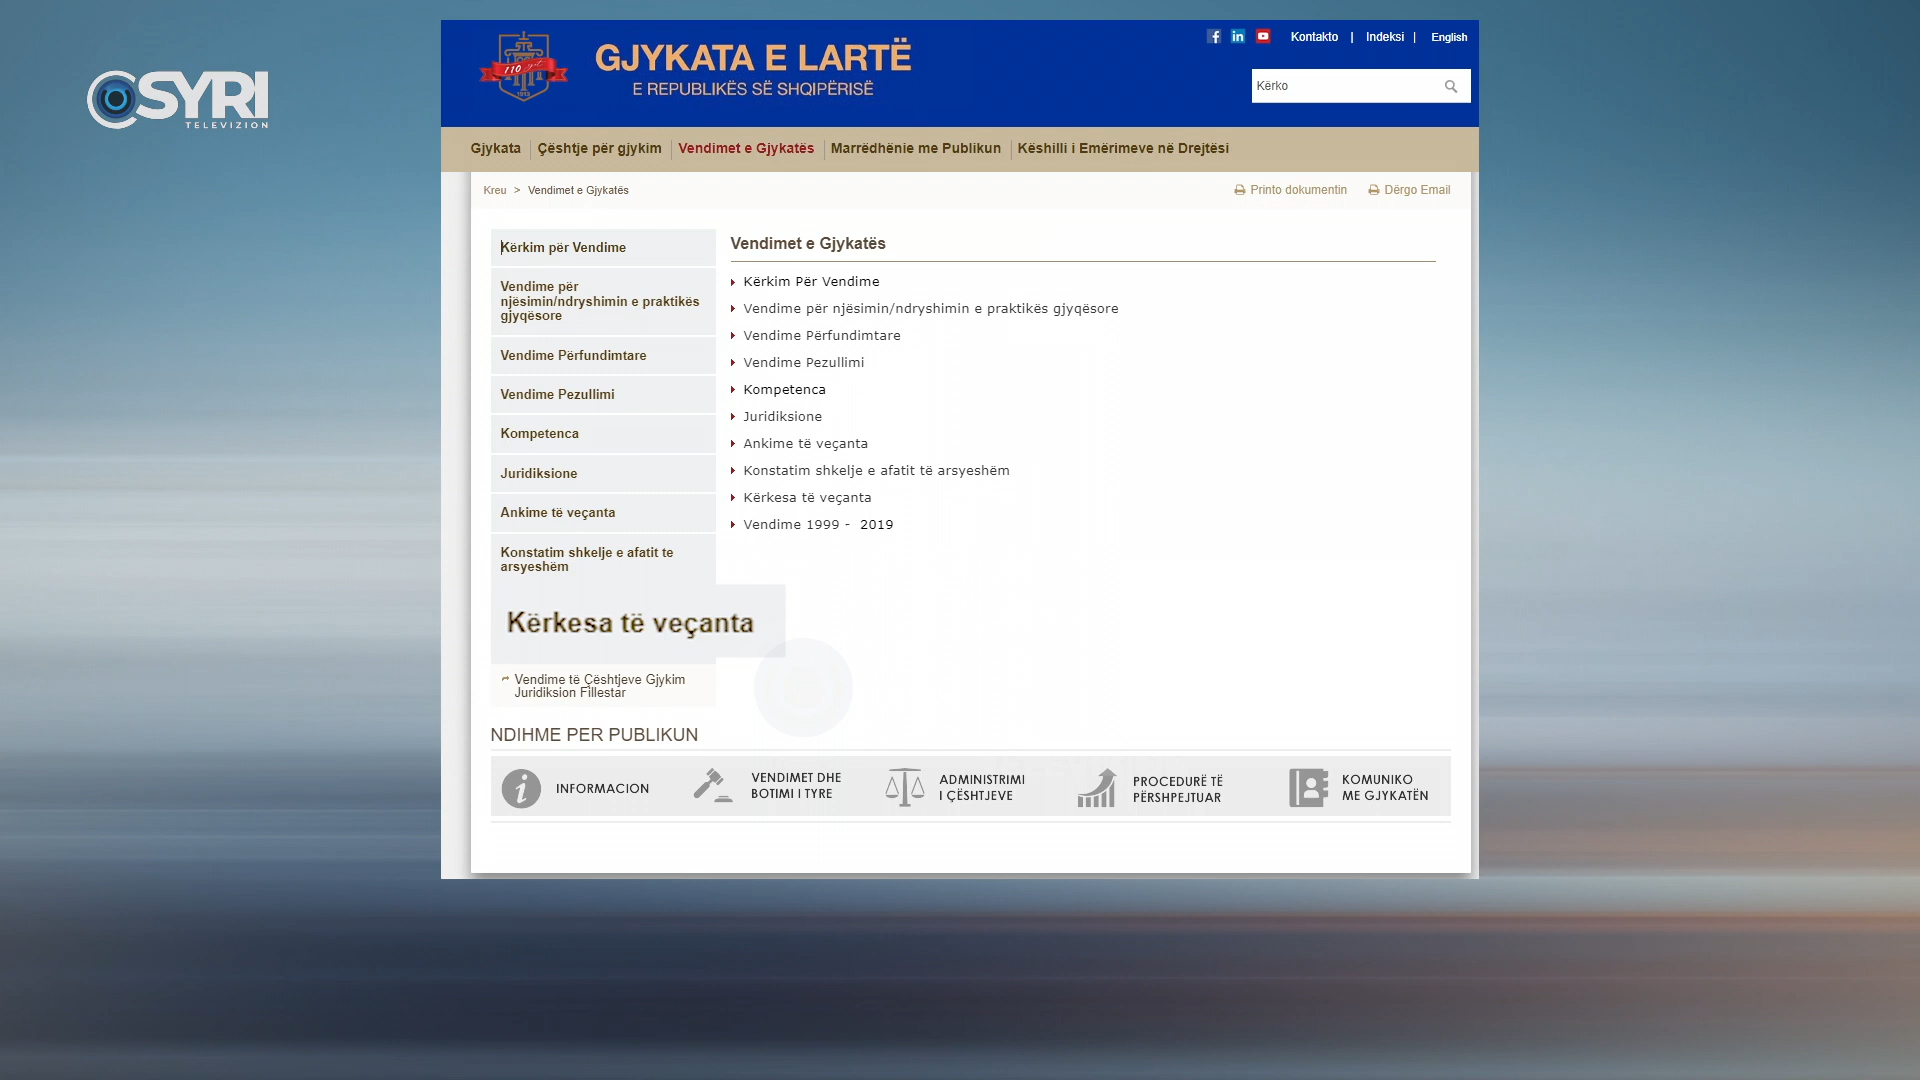 SYRI
TELEVIZION
110 vjet
1913
GJYKATA E LARTË
E REPUBLIKËS SË SHQIPËRISË
Kontakto | Indeksi | English
Kërko
Gjykata Çështje për gjykim Vendimet e Gjykatës Marrëdhënie me Publikun Këshilli i Emërimeve në Drejtësi
Kreu > Vendimet e Gjykatës
Printo dokumentin Dërgo Email
Kërkim për Vendime
Vendime për
njësimin/ndryshimin e praktikës
gjyqësore
Vendime Përfundimtare
Vendime Pezullimi
Kompetenca
Juridiksione
Ankime të veçanta
Konstatim shkelje e afatit te
arsyeshëm
Kërkesa të veçanta
Vendime të Çështjeve Gjykim
Juridiksion Fillestar
Vendimet e Gjykatës
Kërkim Për Vendime
Vendime për njësimin/ndryshimin e praktikës gjyqësore
Vendime Përfundimtare
Vendime Pezullimi
Kompetenca
Juridiksione
Ankime të veçanta
Konstatim shkelje e afatit të arsyeshëm
Kërkesa të veçanta
Vendime 1999 - 2019
NDIHME PER PUBLIKUN
INFORMACION
VENDIMET DHE
BOTIMI I TYRE
ADMINISTRIMI
I ÇËSHTJEVE
PROCEDURË TË
PËRSHPEJTUAR
KOMUNIKO
ME GJYKATËN